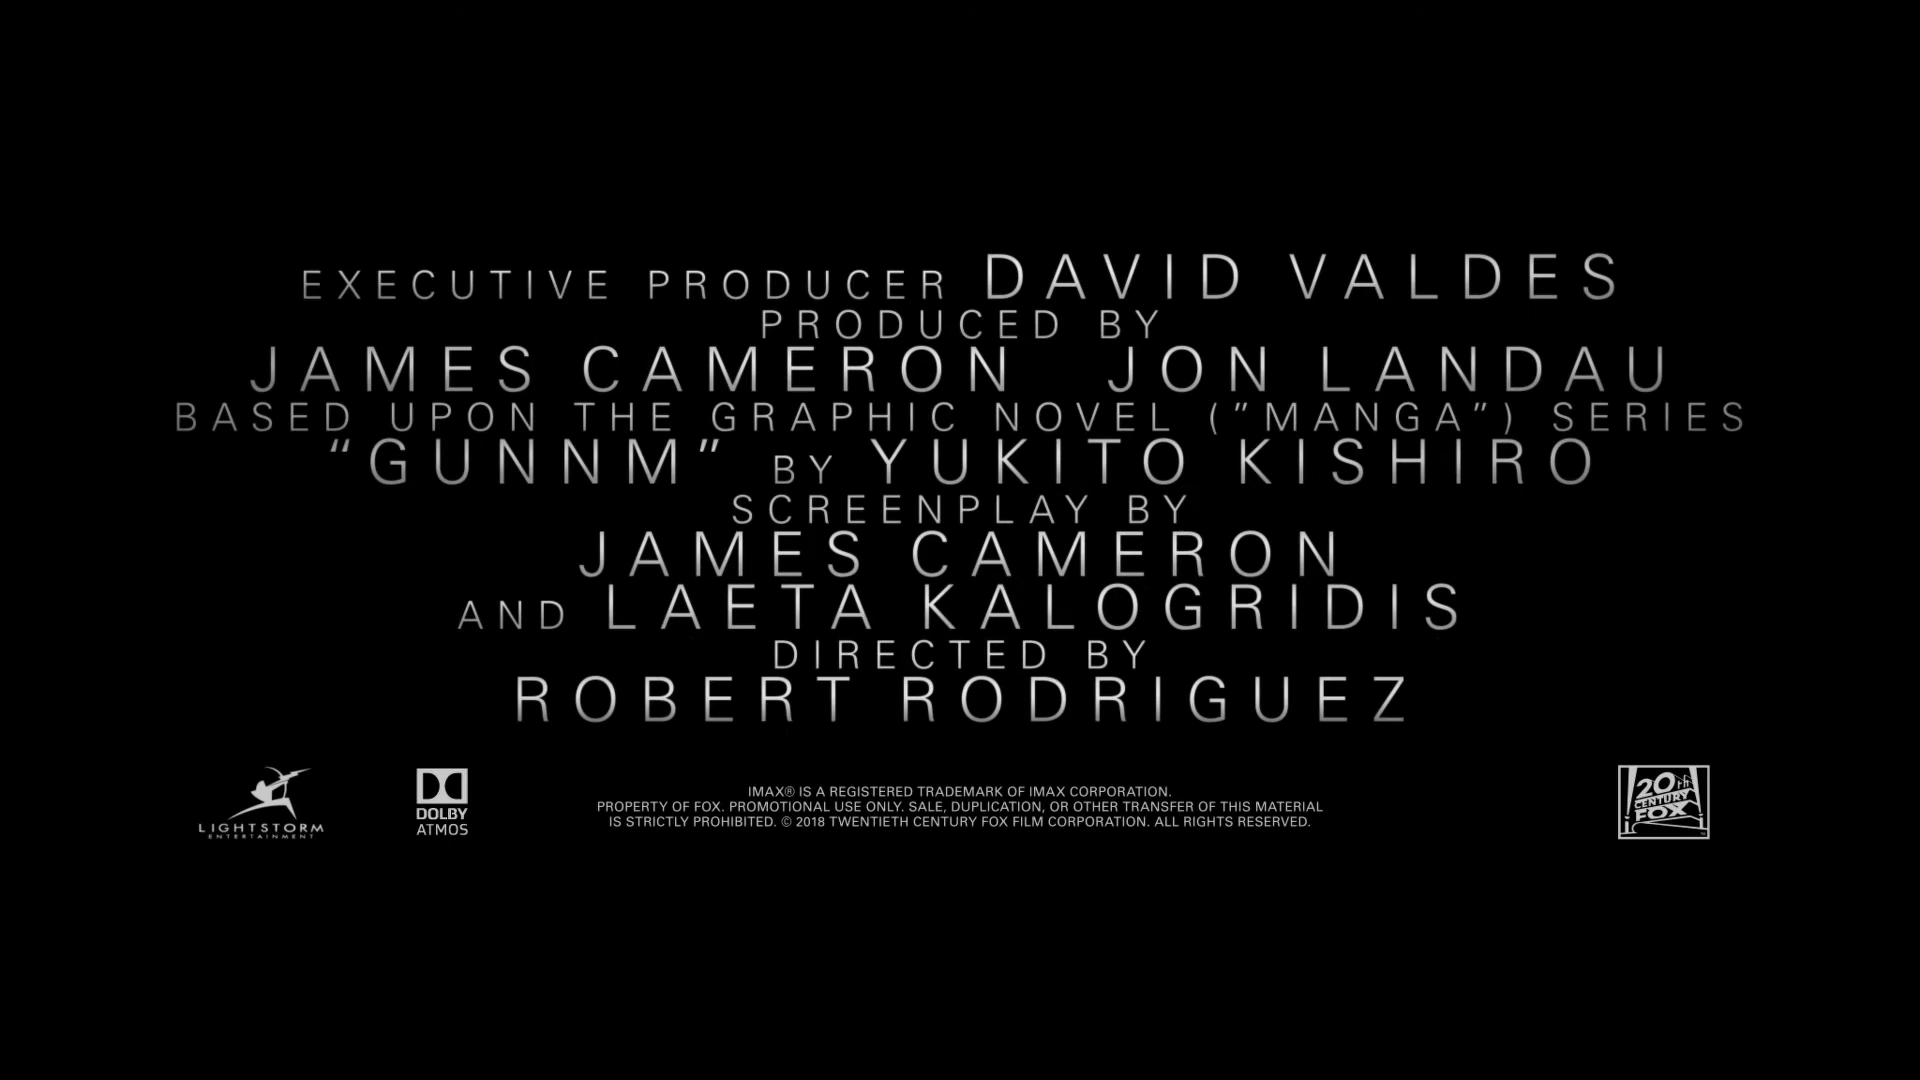 EXECUTIVE PRODUCER DAVID VALDES
PRODUCED BY
JAMES CAMERON JON LANDAU
BASED UPON THE GRAPHIC NOVEL ("MANGA") SERIES
“GUNNM” BY YUKITO KISHIRO
SCREENPLAY BY
JAMES CAMERON
AND LAETA KALOGRIDIS
DIRECTED BY
ROBERT RODRIGUEZ
LIGHTSTORM
ENTERTAINMENT
DOLBY
ATMOS
IMAX® IS A REGISTERED TRADEMARK OF IMAX CORPORATION.
PROPERTY OF FOX. PROMOTIONAL USE ONLY. SALE, DUPLICATION, OR OTHER TRANSFER OF THIS MATERIAL
IS STRICTLY PROHIBITED. © 2018 TWENTIETH CENTURY FOX FILM CORPORATION. ALL RIGHTS RESERVED.
20th
CENTURY
FOX